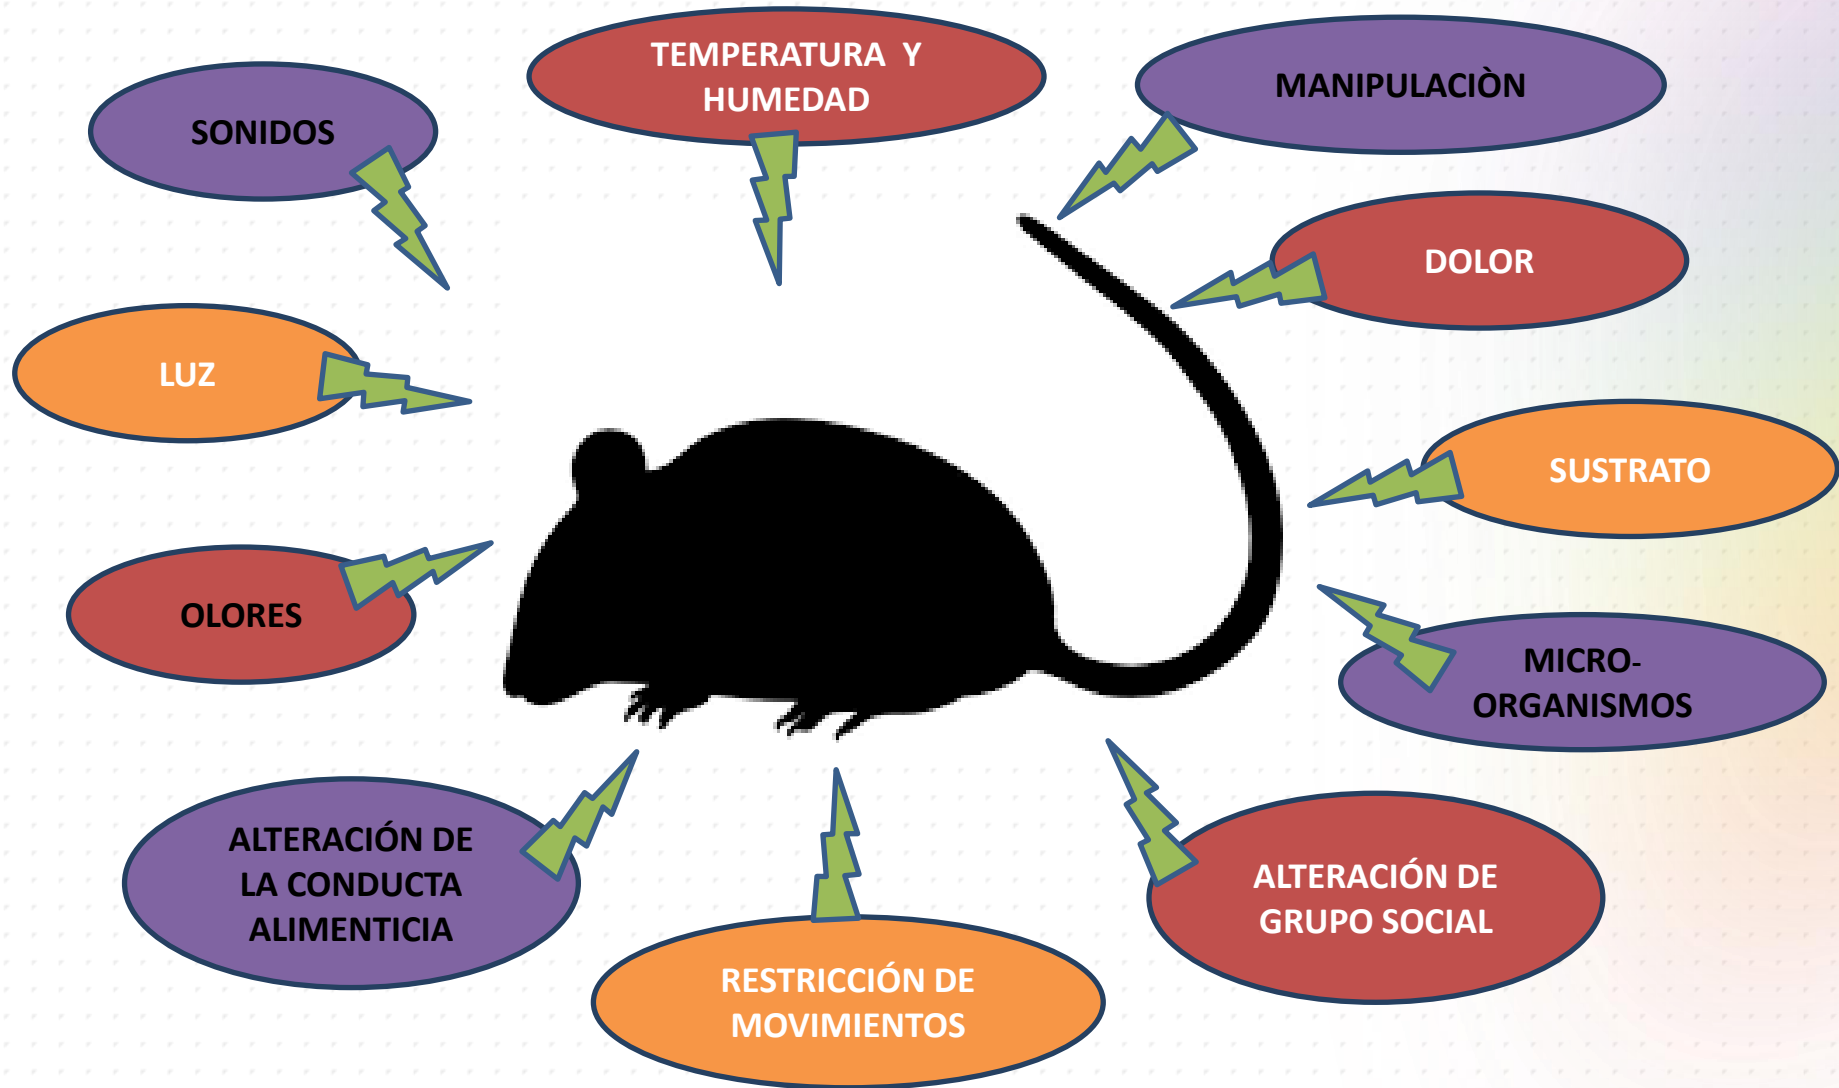 TEMPERATURA Y
HUMEDAD
MANIPULACIÒN
SONIDOS
DOLOR
LUZ
SUSTRATO
OLORES
MICRO-
ORGANISMOS
ALTERACIÓN DE
LA CONDUCTA
ALIMENTICIA
ALTERACIÓN DE
GRUPO SOCIAL
RESTRICCIÓN DE
MOVIMIENTOS